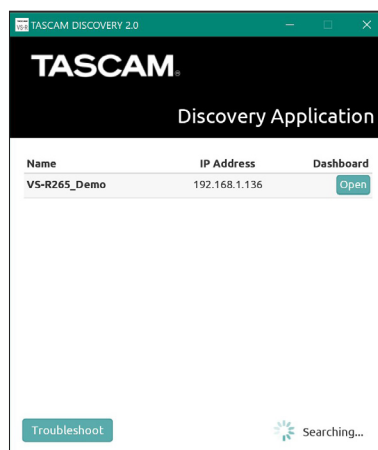 VS-R TASCAM DISCOVERY 2.0
TASCAM®
Discovery Application
Name IP Address Dashboard
VS-R265_Demo 192.168.1.136 Open
Troubleshoot Searching...